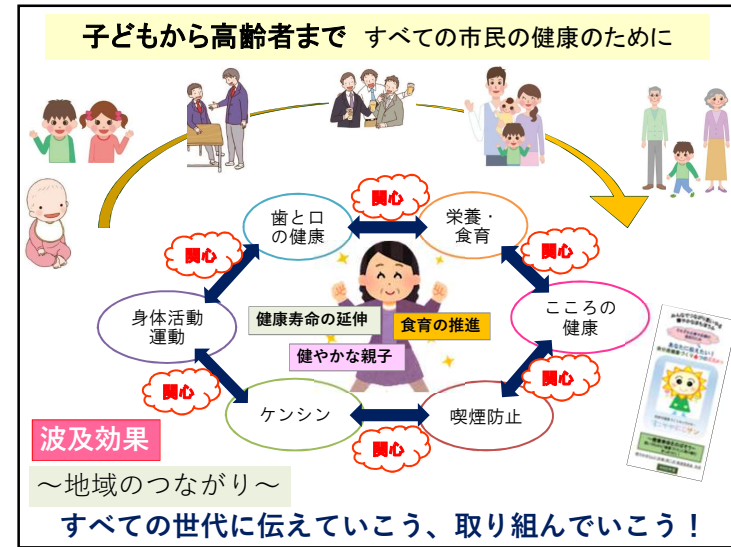 子どもから高齢者まで すべての市民の健康のために
関心
歯と口
の健康
栄養・
食育
関心
関心
身体活動
運動
健康寿命の延伸
食育の推進
健やかな親子
こころの
健康
関心
関心
ケンシン
関心
喫煙防止
波及効果
～地域のつながり～
すべての世代に伝えていこう、取り組んでいこう！